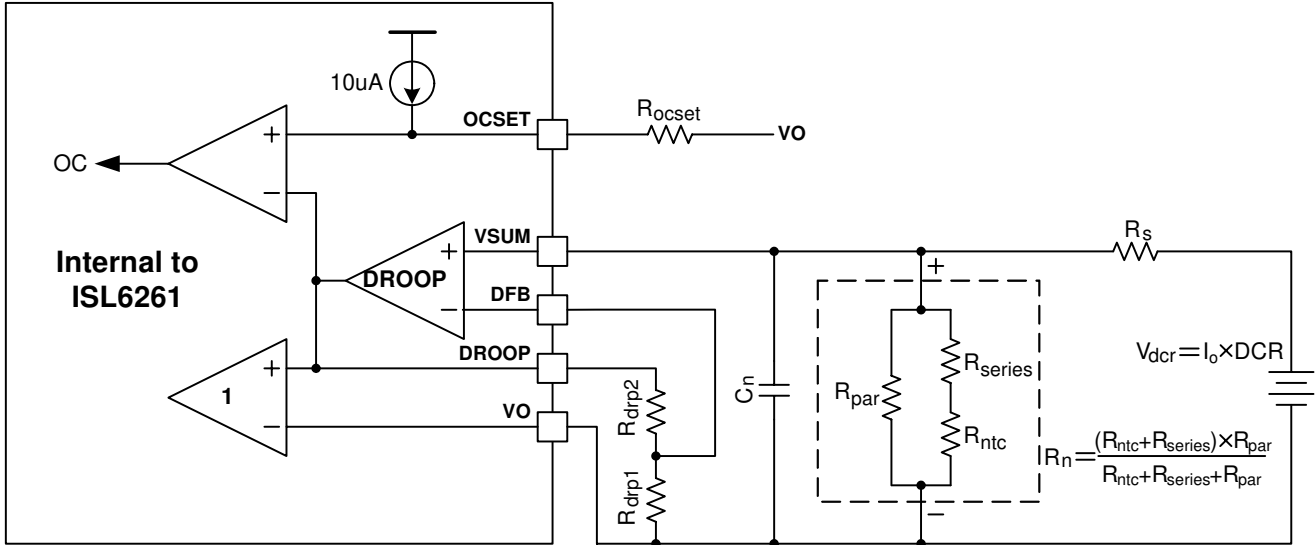 10uA
OCSET
Rocset
VO
+
OC
−
VSUM
Rs
Internal to
ISL6261
DROOP
+
−
DFB
+
DROOP
Vdcr=Io×DCR
Rseries
Rpar
Cn
Rdrp2
1
+
−
VO
Rntc
Rn=(Rntc+Rseries)×Rpar
Rntc+Rseries+Rpar
Rdrp1
−